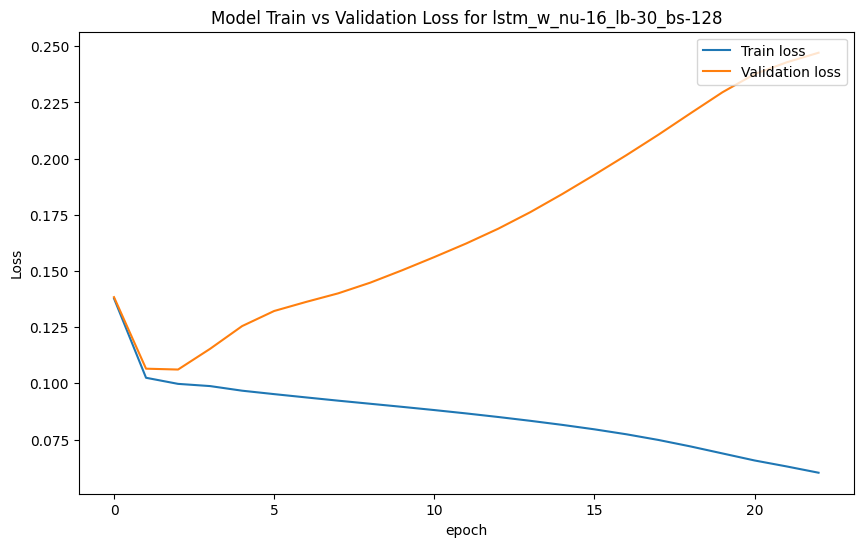 Model Train vs Validation Loss for lstm_w_nu-16_lb-30_bs-128
Train loss
Validation loss
0.250
0.225
0.200
0.175
0.150
0.125
0.100
0.075
Loss
0
5
10
15
20
epoch